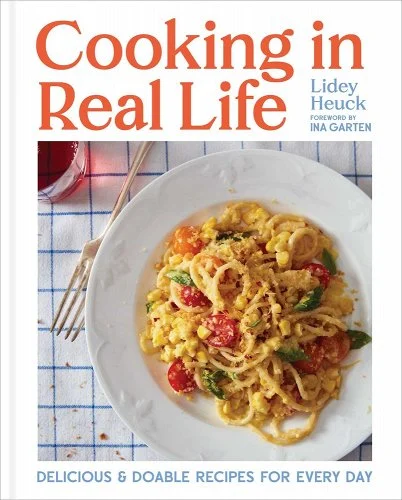 Cooking in
Real Life
Lidey
Heuck
FOREWORD BY
INA GARTEN
DELICIOUS & DOABLE RECIPES FOR EVERY DAY